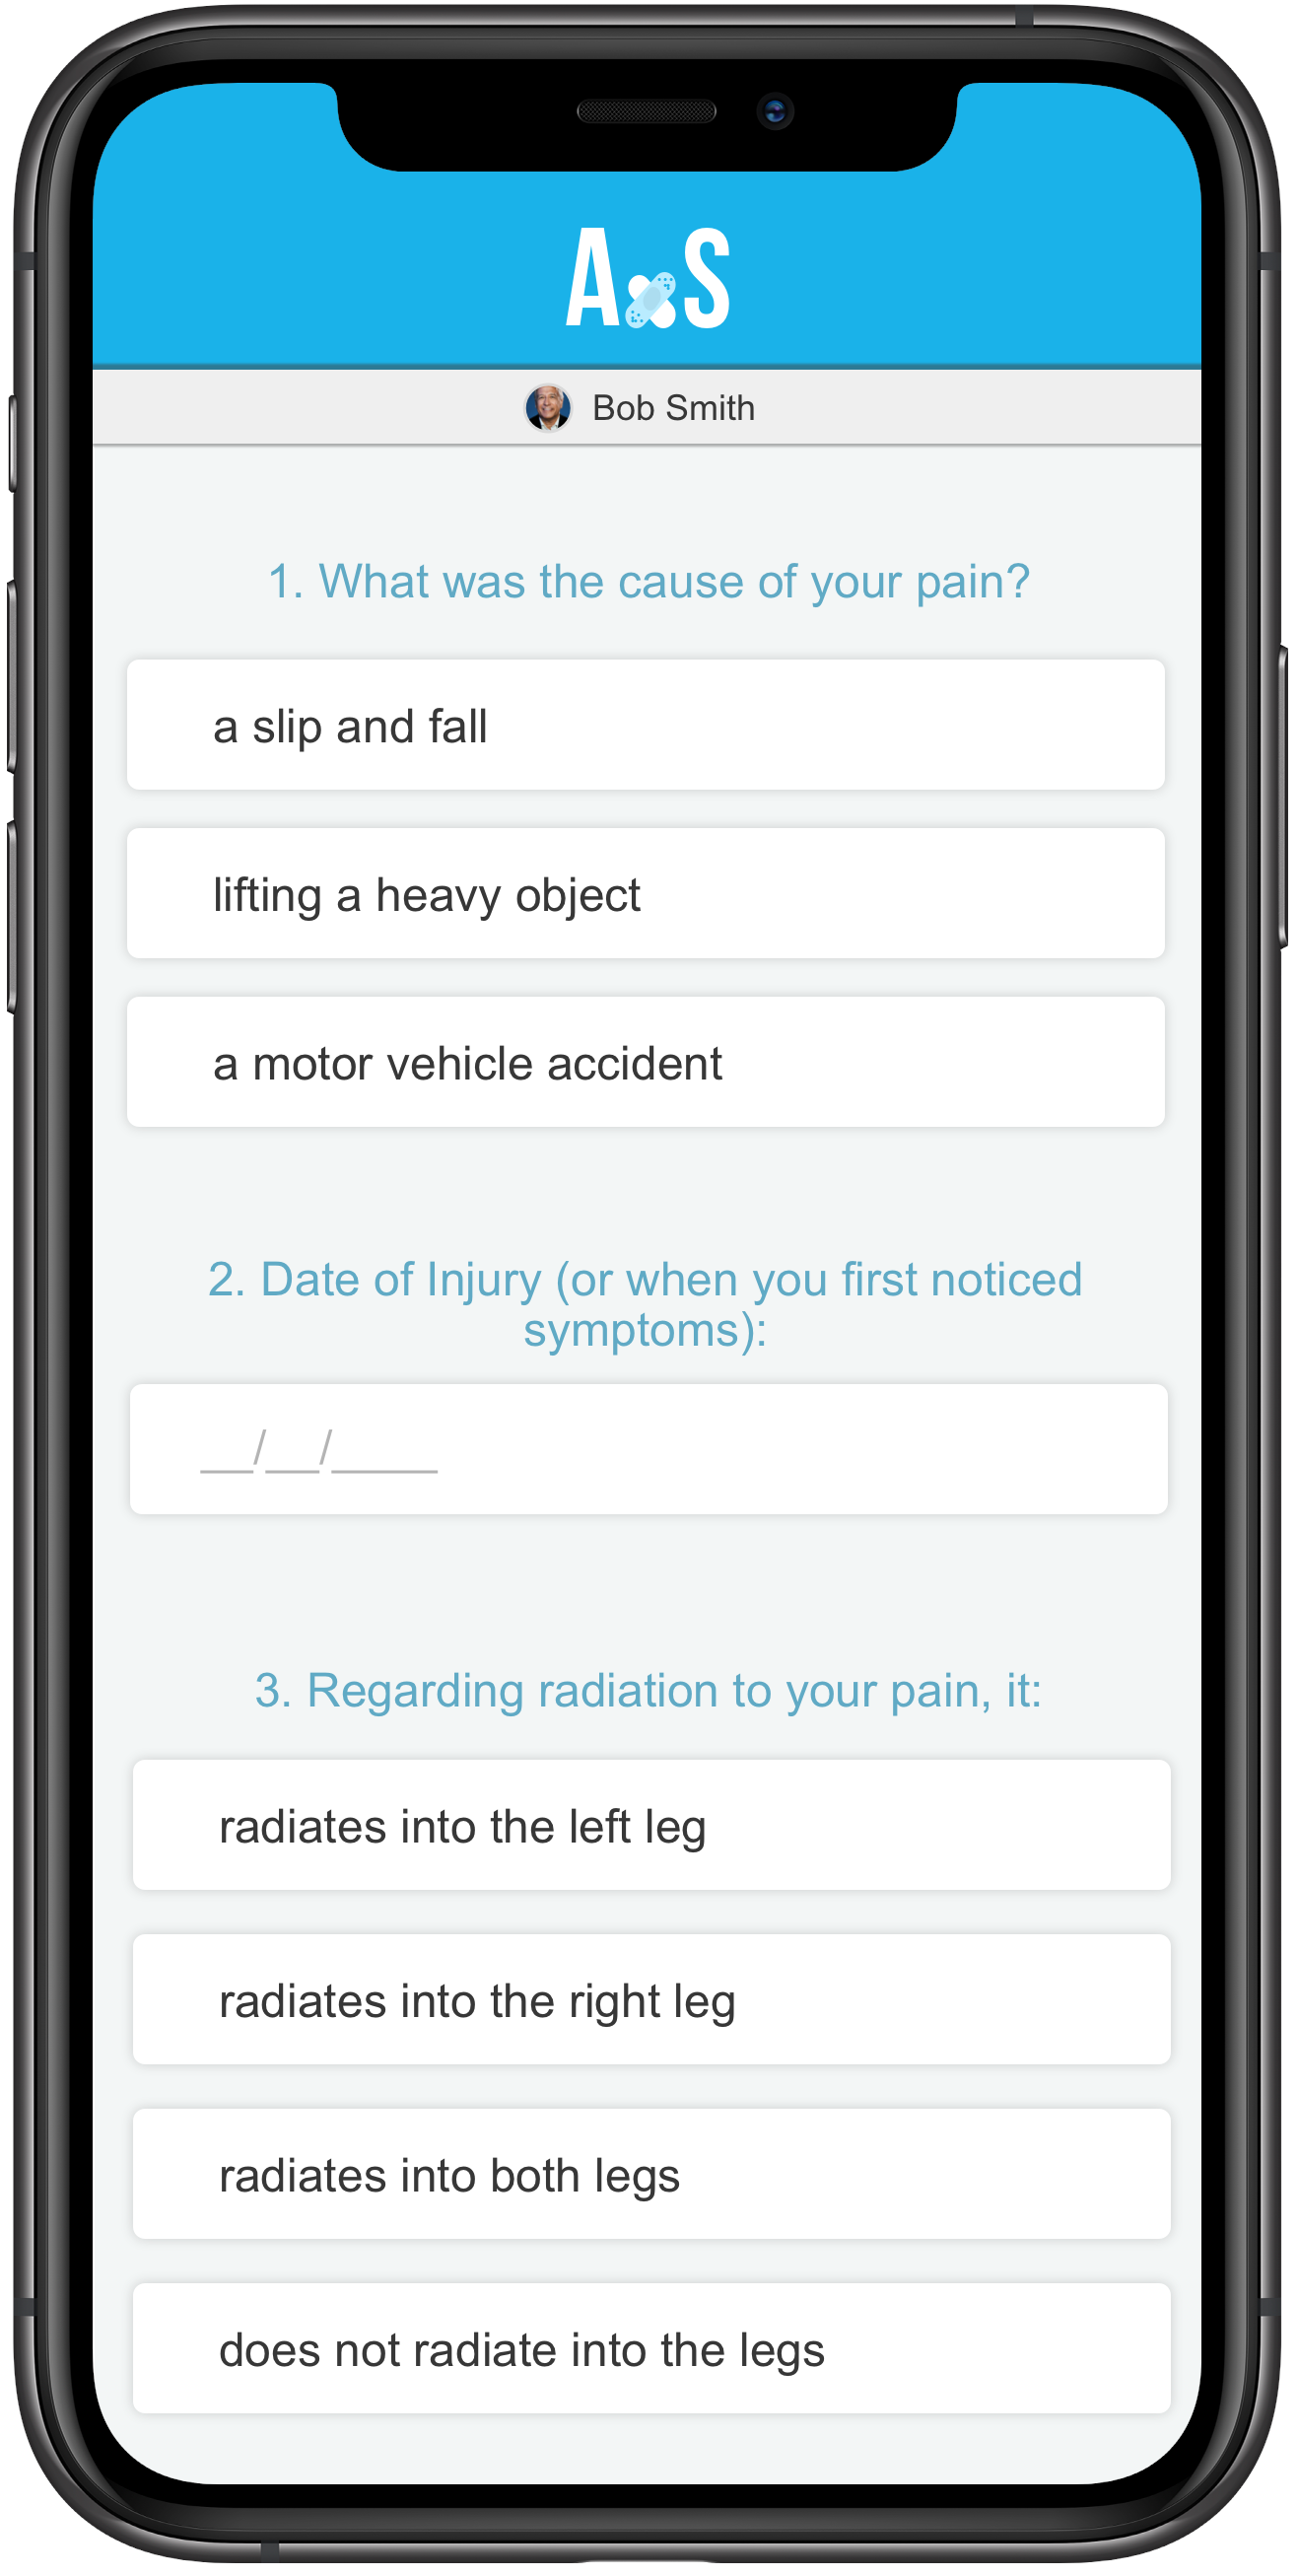 AxS
Bob Smith
1. What was the cause of your pain?
a slip and fall
lifting a heavy object
a motor vehicle accident
2. Date of Injury (or when you first noticed
symptoms):
__/__/____
3. Regarding radiation to your pain, it:
radiates into the left leg
radiates into the right leg
radiates into both legs
does not radiate into the legs